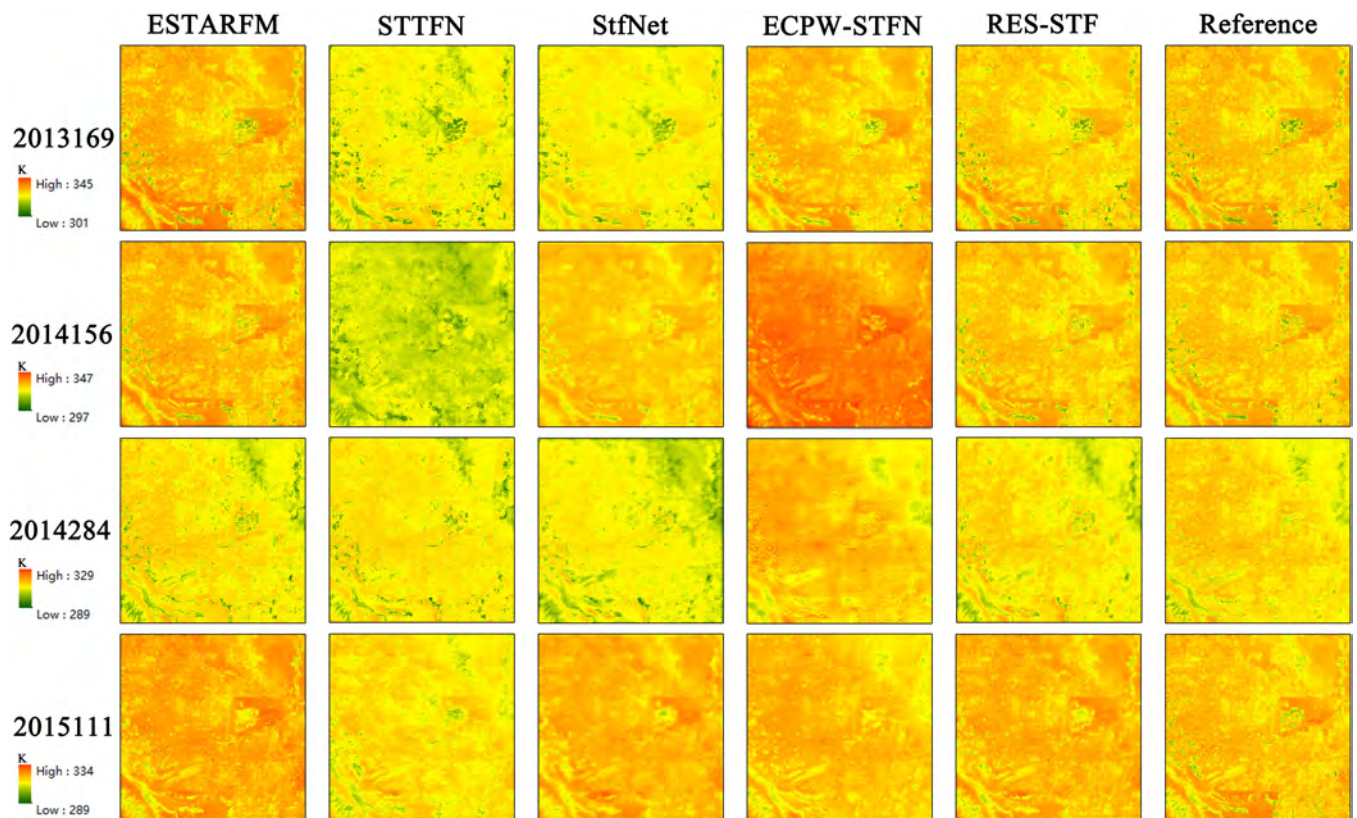 ESTARFM STTFN StfNet ECPW-STFN RES-STF Reference
2013169
K
High : 345
Low : 301
2014156
K
High : 347
Low : 297
2014284
K
High : 329
Low : 289
2015111
K
High : 334
Low : 289